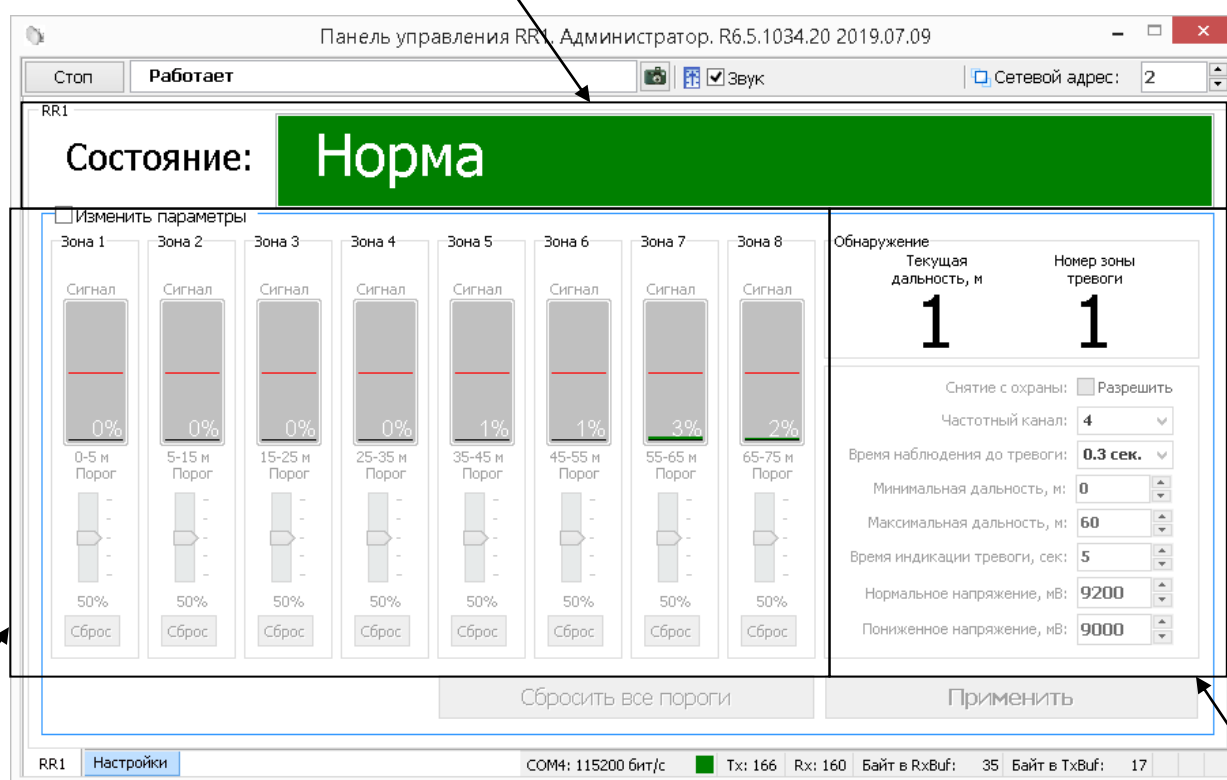 Панель управления RR1. Администратор. R6.5.1034.20 2019.07.09
Стоп Работает Звук Сетевой адрес: 2
RR1
Состояние: Норма
Изменить параметры
Зона 1 Зона 2 Зона 3 Зона 4 Зона 5 Зона 6 Зона 7 Зона 8 Обнаружение
Текущая дальность, м Номер зоны тревоги
1 1
Сигнал Сигнал Сигнал Сигнал Сигнал Сигнал Сигнал Сигнал
0% 0% 0% 0% 1% 1% 3% 2%
0-5 м 5-15 м 15-25 м 25-35 м 35-45 м 45-55 м 55-65 м 65-75 м
Порог Порог Порог Порог Порог Порог Порог Порог
50% 50% 50% 50% 50% 50% 50% 50%
Сброс Сброс Сброс Сброс Сброс Сброс Сброс Сброс
Снятие с охраны: Разрешить
Частотный канал: 4
Время наблюдения до тревоги: 0.3 сек.
Минимальная дальность, м: 0
Максимальная дальность, м: 60
Время индикации тревоги, сек: 5
Нормальное напряжение, мВ: 9200
Пониженное напряжение, мВ: 9000
Сбросить все пороги Применить
RR1 Настройки COM4: 115200 бит/с Tx: 166 Rx: 160 Байт в RxBuf: 35 Байт в TxBuf: 17